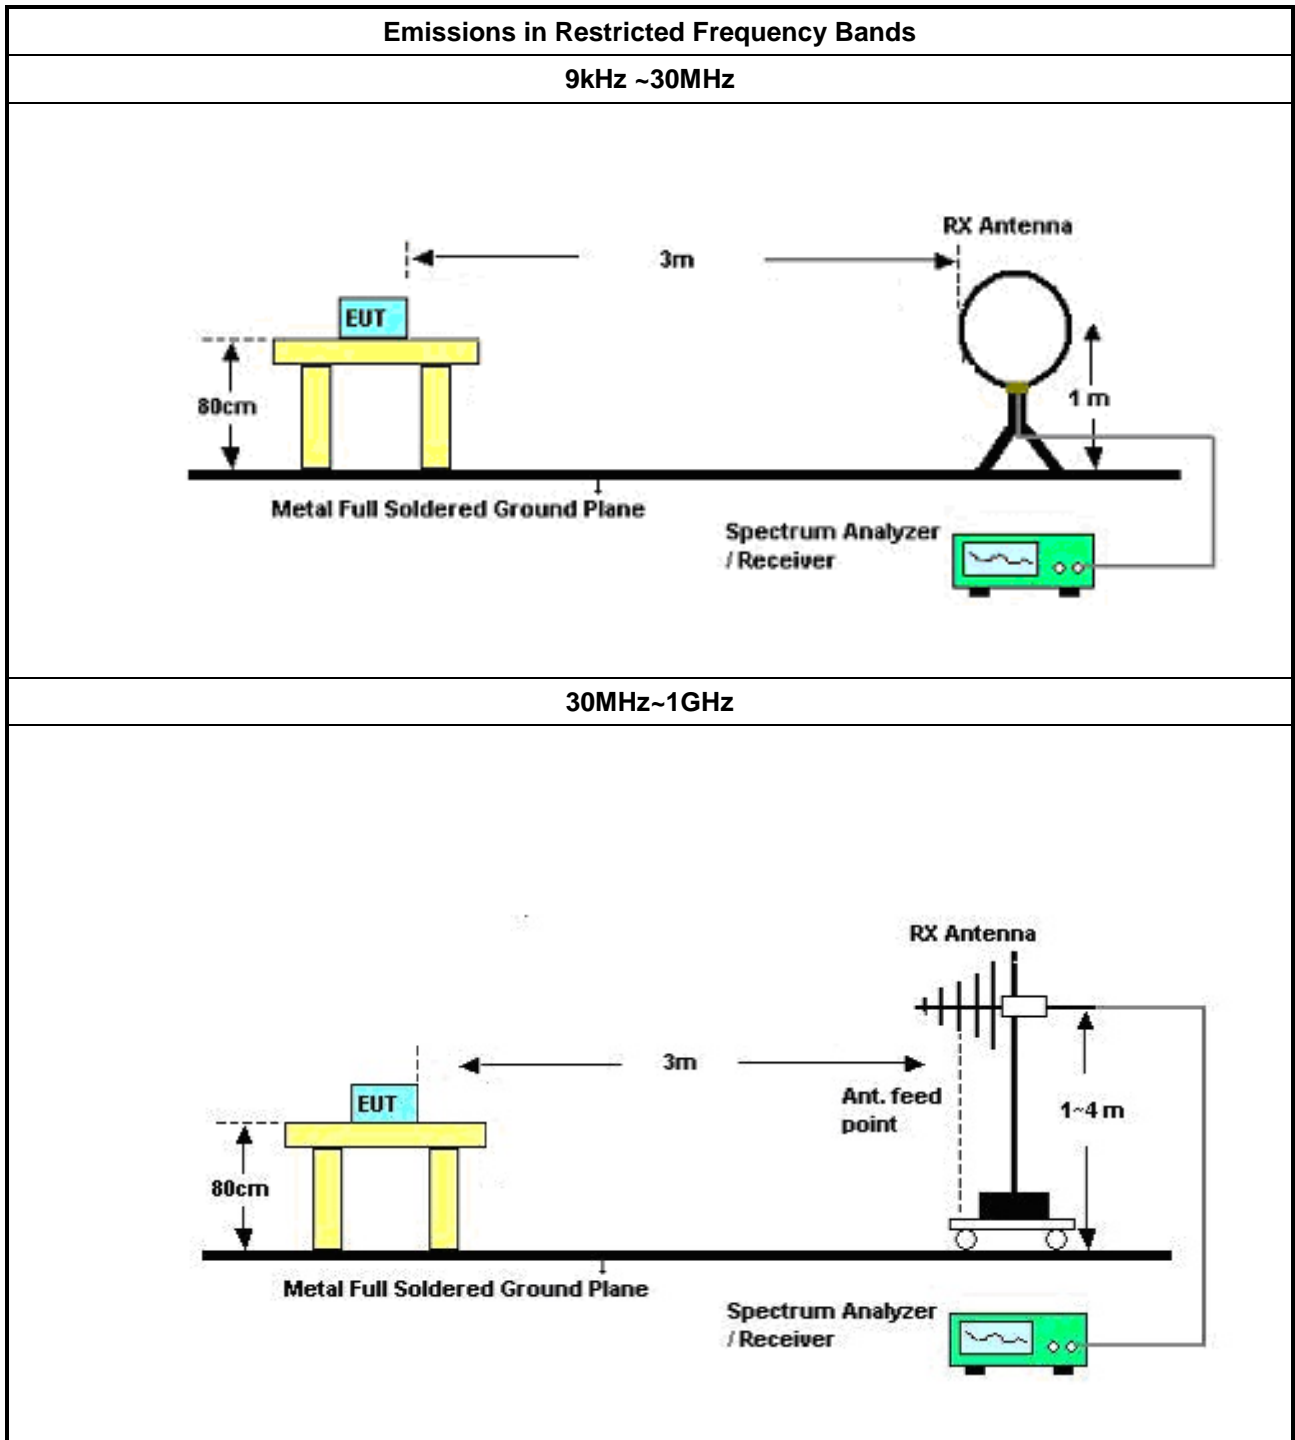 Emissions in Restricted Frequency Bands
9kHz ~30MHz
RX Antenna
3m
EUT
80cm
1 m
Metal Full Soldered Ground Plane
Spectrum Analyzer
/ Receiver
30MHz~1GHz
RX Antenna
3m
EUT
Ant. feed
point
1~4 m
80cm
Metal Full Soldered Ground Plane
Spectrum Analyzer
/ Receiver